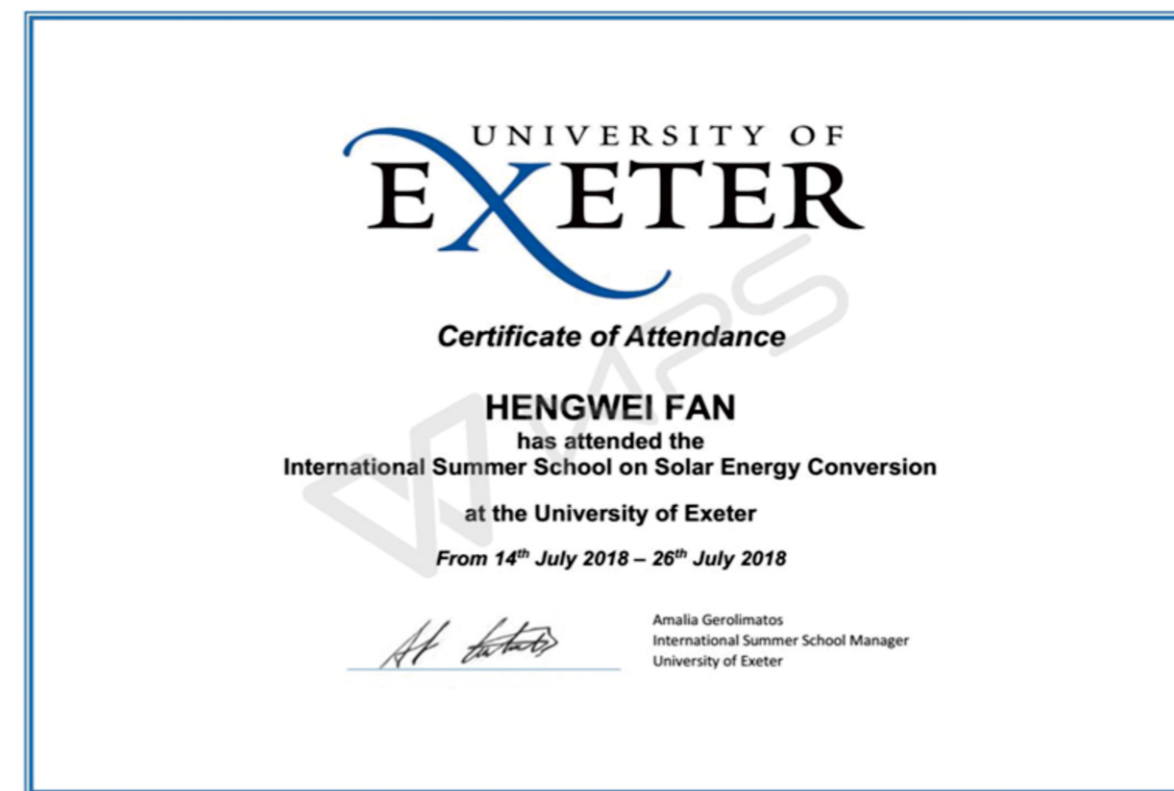 UNIVERSITY OF
EXETER
Certificate of Attendance
HENGWEI FAN
has attended the
International Summer School on Solar Energy Conversion
at the University of Exeter
From 14th July 2018 – 26th July 2018
Amalia Gerolimatos
International Summer School Manager
University of Exeter
WAPS